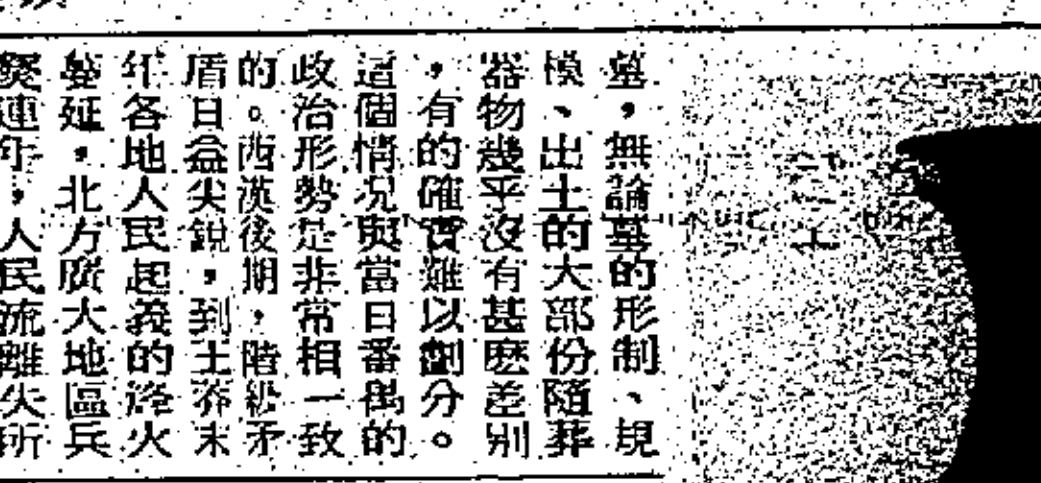 墓，無論墓的形制、規
模、出土的大部份隨葬
器物幾乎沒有甚麽差別
，有的確實難以劃分。
這個情況與當日番禺的
政治形勢是非常相一致
的。西漢後期，階級矛
盾日益尖銳，到王莽末
年各地人民起義的烽火
蔓延，北方廣大地區兵
燹連年，人民流離失所